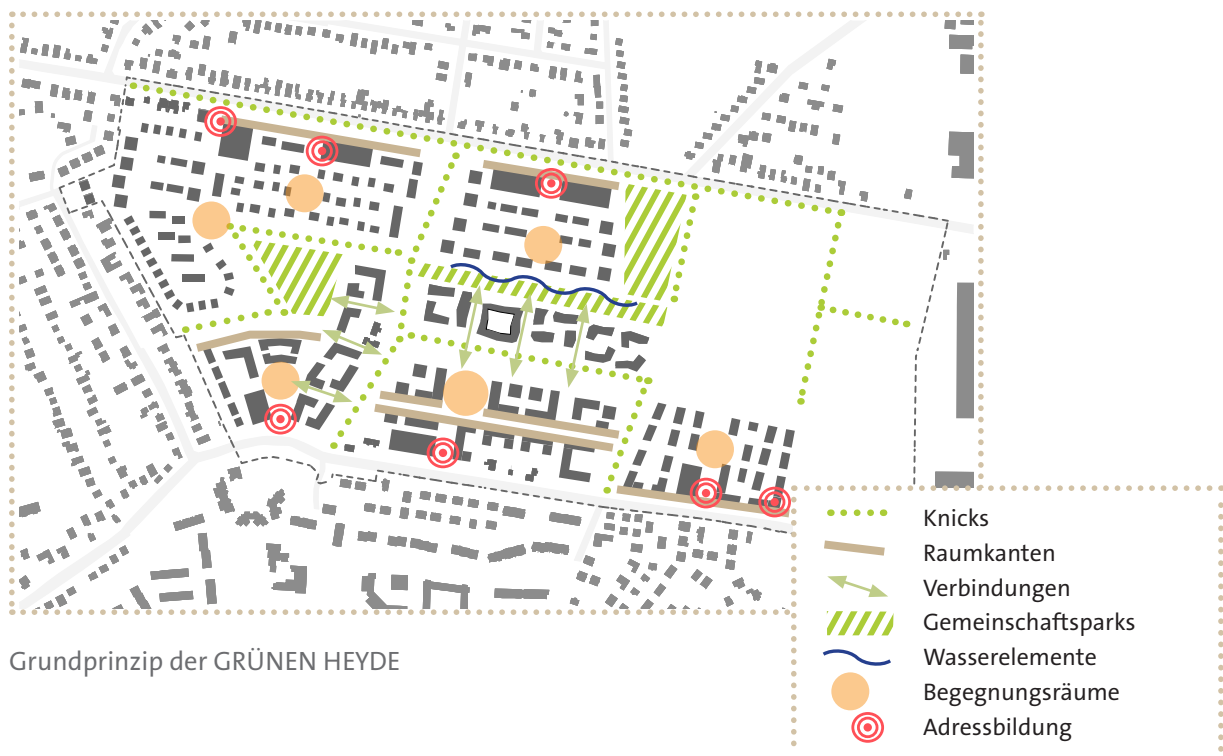 Knicks
Raumkanten
Verbindungen
Gemeinschaftsparks
Wasserelemente
Begegnungsräume
Adressbildung
Grundprinzip der GRÜNEN HEYDE